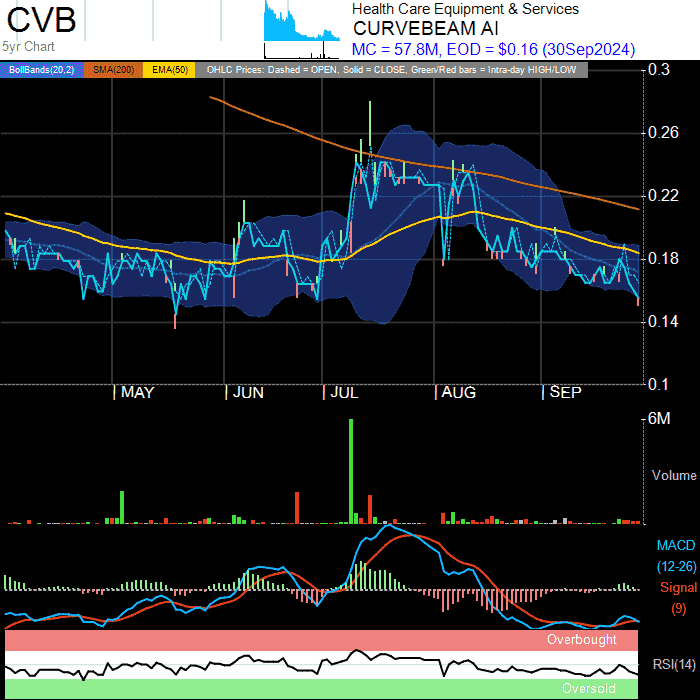 CVB
5yr Chart
Health Care Equipment & Services
CURVEBEAM AI
MC = 57.8M, EOD = $0.16 (30Sep2024)
BollBands(20,2) SMA(200) EMA(50) OHLC Prices: Dashed = OPEN, Solid = CLOSE, Green/Red bars = Intra-day HIGH/LOW
0.3
0.26
0.22
0.18
0.14
0.1
MAY JUN JUL AUG SEP
6M
Volume
MACD
(12-26)
Signal
(9)
Overbought
RSI(14)
Oversold